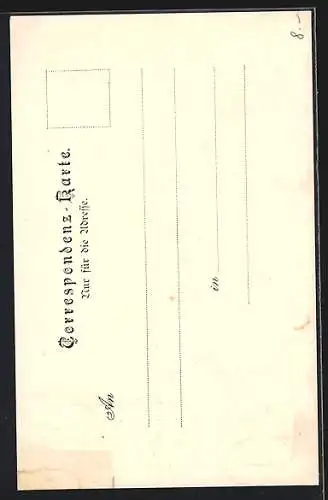 Correspondenz-Karte.
Nur für die Adresse.
An
in
8.–